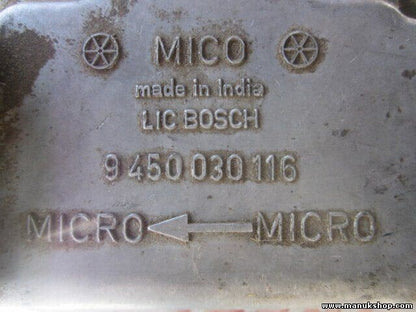 MICO
made in India
LIC BOSCH
9 450 030 116
MICRO MICRO
www.manukshop.com